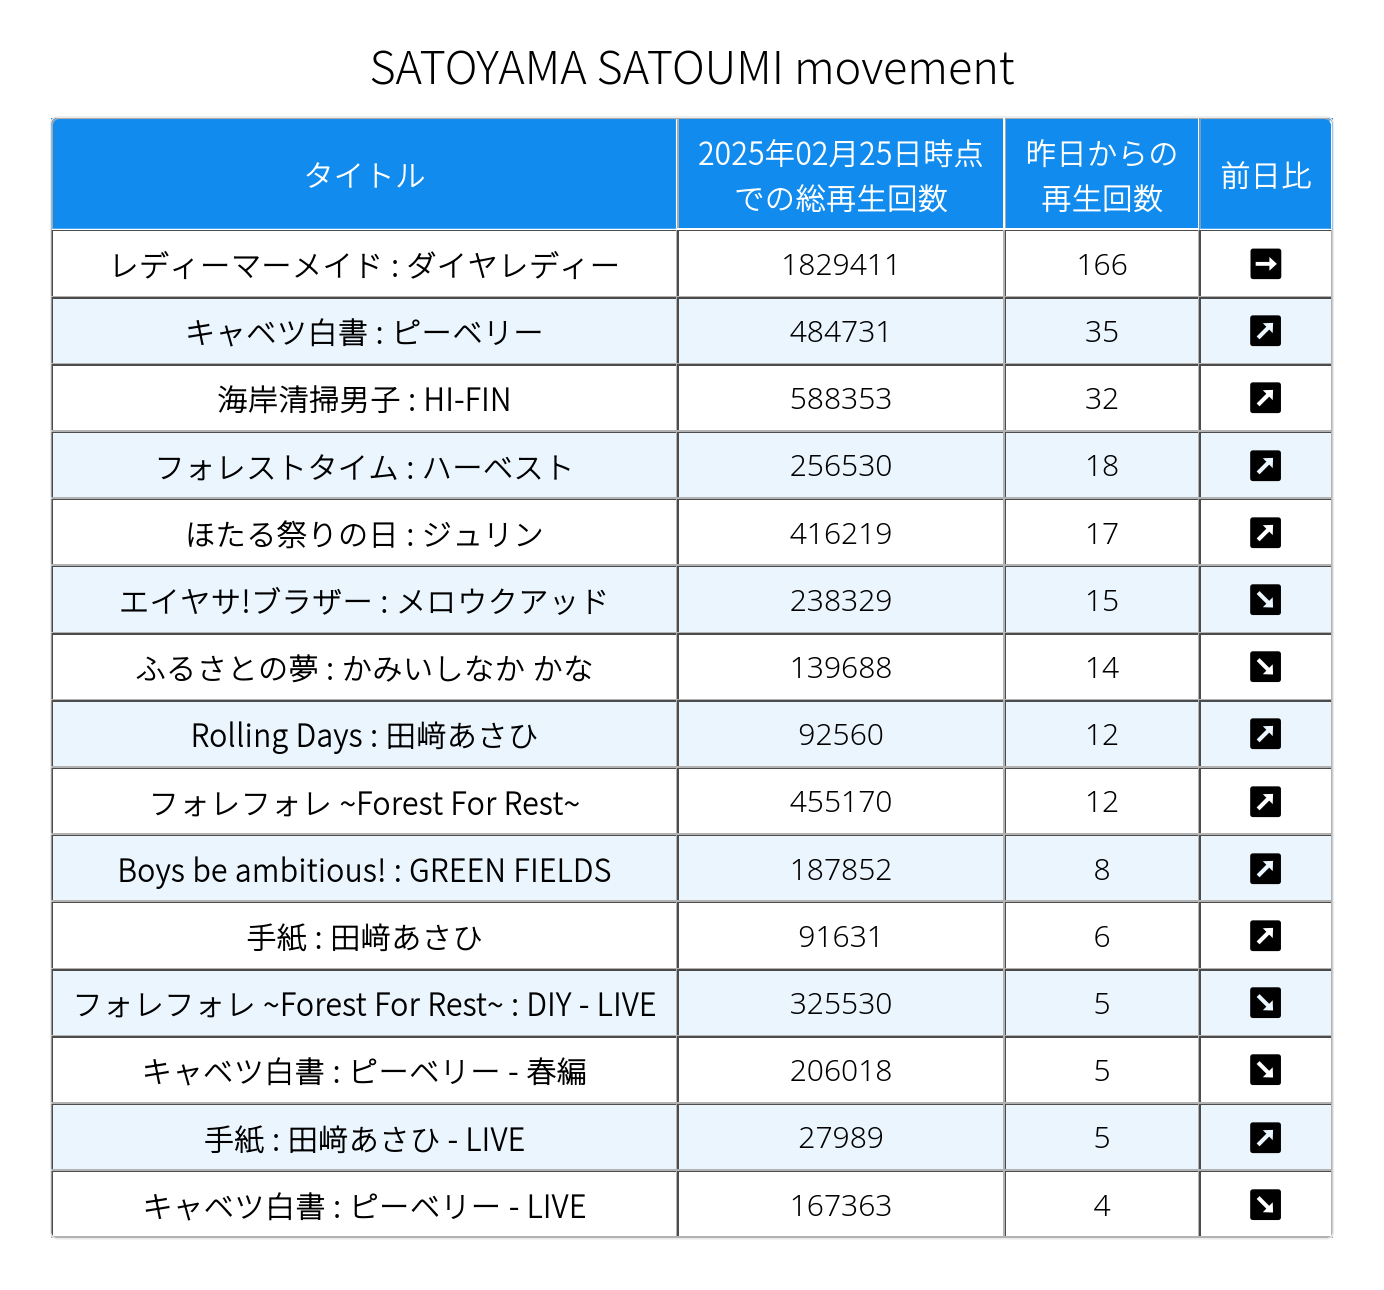 SATOYAMA SATOUMI movement
タイトル 2025年02月25日時点での総再生回数 昨日からの再生回数 前日比
レディーマーメイド : ダイヤレディー 1829411 166 ➡
キャベツ白書 : ピーベリー 484731 35 ↗
海岸清掃男子 : HI-FIN 588353 32 ↗
フォレストタイム : ハーベスト 256530 18 ↗
ほたる祭りの日 : ジュリン 416219 17 ↗
エイヤサ!ブラザー : メロウクアッド 238329 15 ↘
ふるさとの夢 : かみいしなか かな 139688 14 ↘
Rolling Days : 田﨑あさひ 92560 12 ↗
フォレフォレ ~Forest For Rest~ 455170 12 ↗
Boys be ambitious! : GREEN FIELDS 187852 8 ↗
手紙 : 田﨑あさひ 91631 6 ↗
フォレフォレ ~Forest For Rest~ : DIY - LIVE 325530 5 ↘
キャベツ白書 : ピーベリー - 春編 206018 5 ↘
手紙 : 田﨑あさひ - LIVE 27989 5 ↗
キャベツ白書 : ピーベリー - LIVE 167363 4 ↘